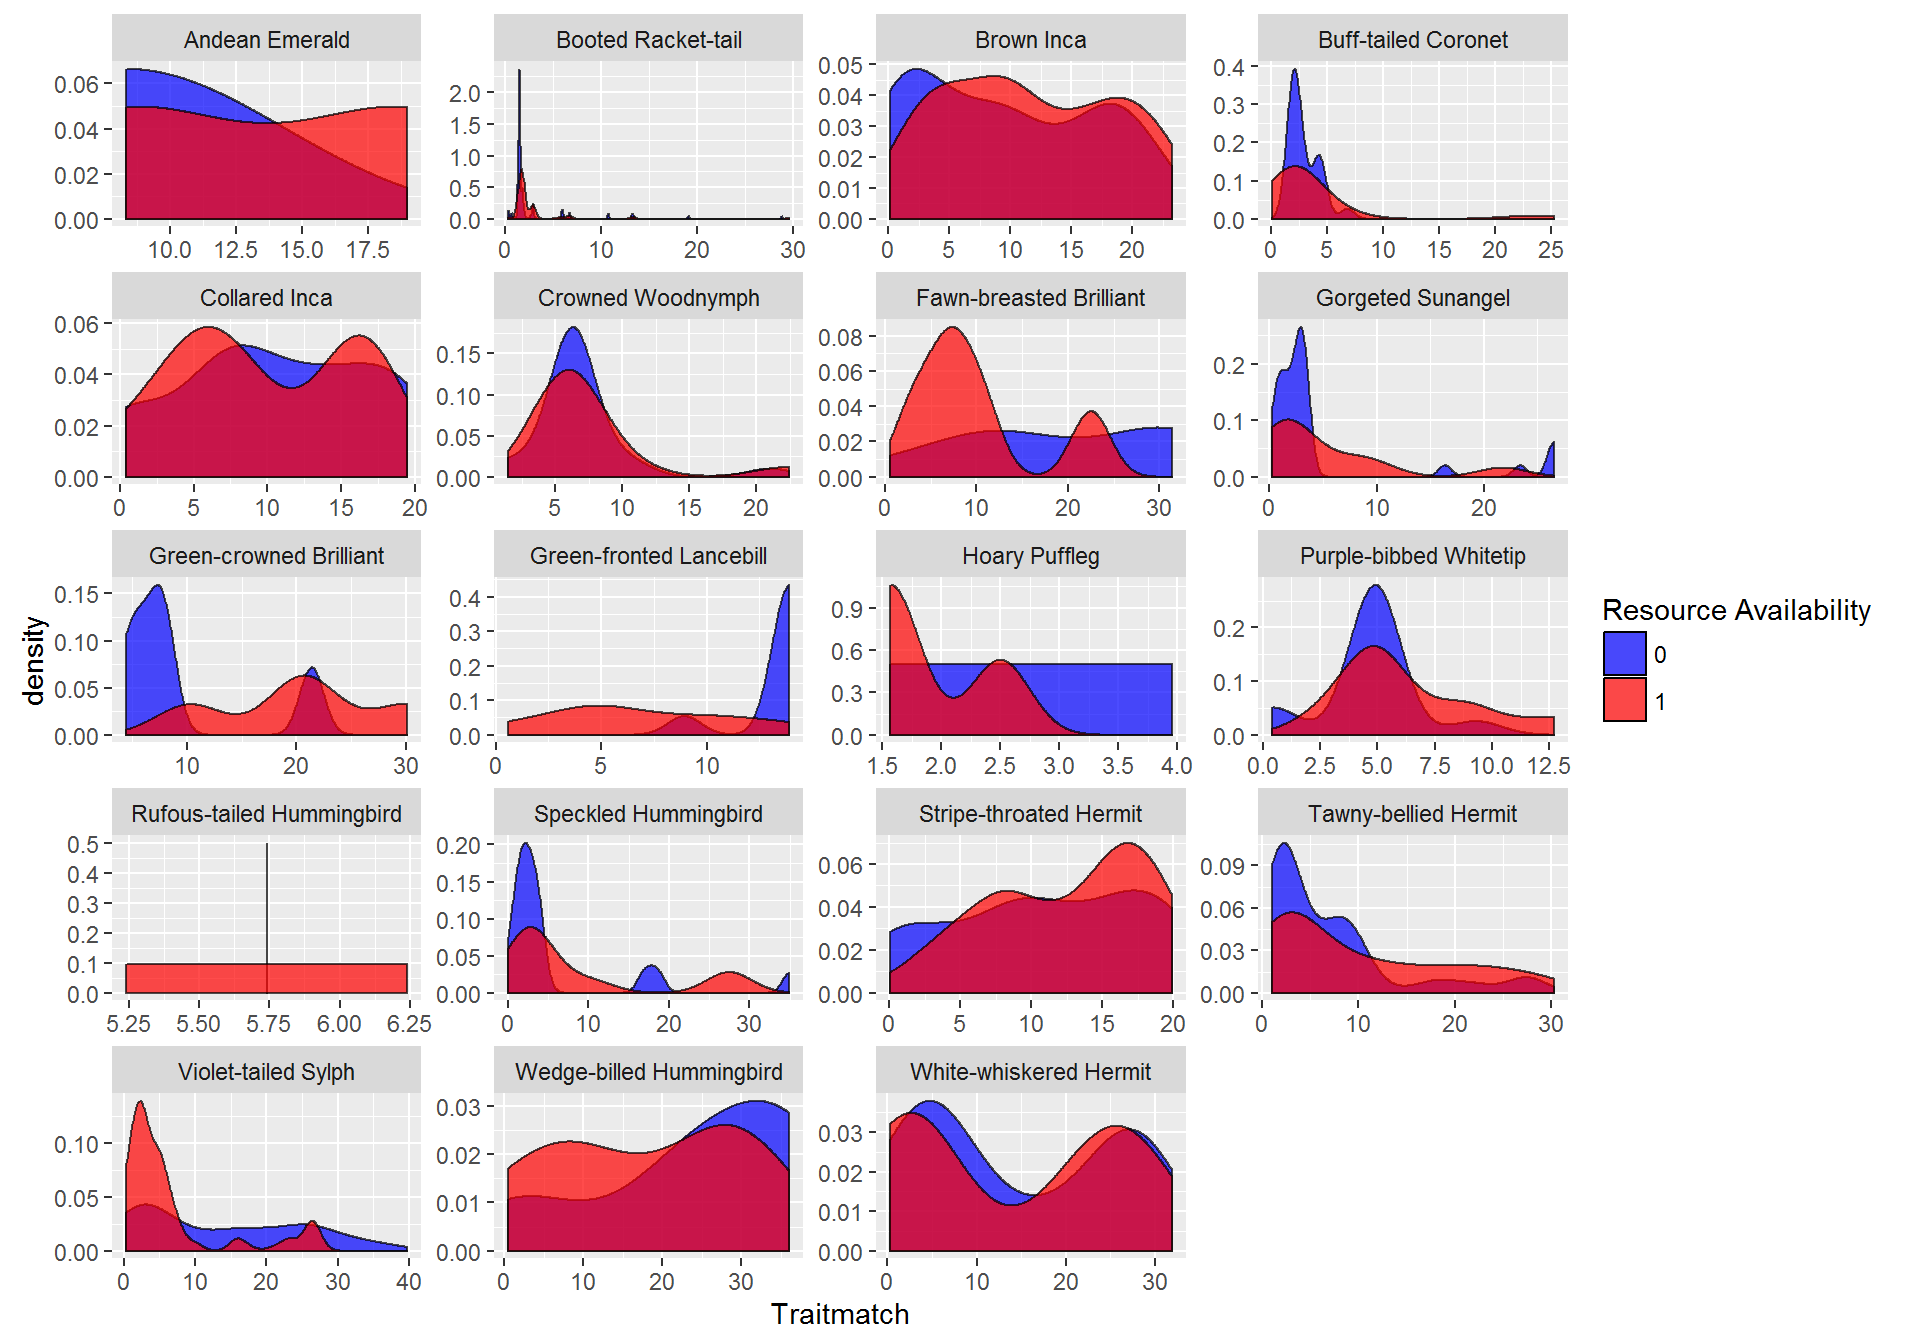 Andean Emerald
Booted Racket-tail
Brown Inca
Buff-tailed Coronet
0.06
0.04
0.02
0.00
10.0 12.5 15.0 17.5
2.0
1.5
1.0
0.5
0.0
0 10 20 30
0.05
0.04
0.03
0.02
0.01
0.00
0 5 10 15 20
0.4
0.3
0.2
0.1
0.0
0 5 10 15 20 25
Collared Inca
Crowned Woodnymph
Fawn-breasted Brilliant
Gorgeted Sunangel
0.06
0.04
0.02
0.00
0 5 10 15 20
0.15
0.10
0.05
0.00
5 10 15 20
0.08
0.06
0.04
0.02
0.00
0 10 20 30
0.2
0.1
0.0
0 10 20
Green-crowned Brilliant
Green-fronted Lancebill
Hoary Puffleg
Purple-bibbed Whitetip
0.15
0.10
0.05
0.00
10 20 30
0.4
0.3
0.2
0.1
0.0
0 5 10
0.9
0.6
0.3
0.0
1.5 2.0 2.5 3.0 3.5 4.0
0.2
0.1
0.0
0.0 2.5 5.0 7.5 10.0 12.5
Rufous-tailed Hummingbird
Speckled Hummingbird
Stripe-throated Hermit
Tawny-bellied Hermit
0.5
0.4
0.3
0.2
0.1
0.0
5.25 5.50 5.75 6.00 6.25
0.20
0.15
0.10
0.05
0.00
0 10 20 30
0.06
0.04
0.02
0.00
0 5 10 15 20
0.09
0.06
0.03
0.00
0 10 20 30
Violet-tailed Sylph
Wedge-billed Hummingbird
White-whiskered Hermit
0.10
0.05
0.00
0 10 20 30 40
0.03
0.02
0.01
0.00
0 10 20 30
0.03
0.02
0.01
0.00
0 10 20 30
density
Traitmatch
Resource Availability
0
1